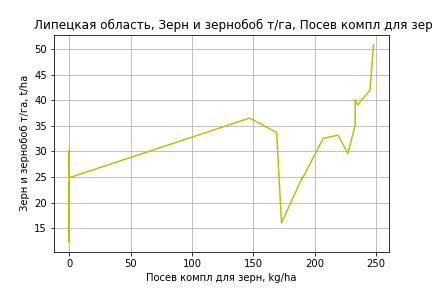 Липецкая область, Зерн и зернобоб т/га, Посев компл для зер
50
45
40
35
30
25
20
15
Зерн и зернобоб т/га, t/ha
0 50 100 150 200 250
Посев компл для зерн, kg/ha